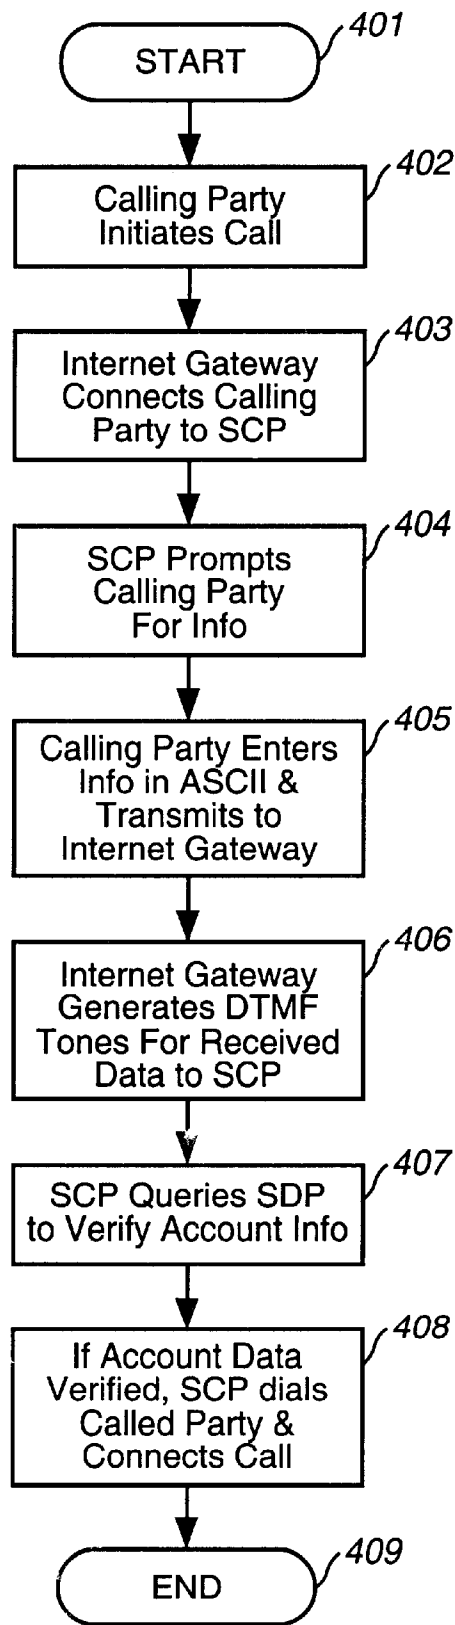 401
START
402
Calling Party
Initiates Call
403
Internet Gateway
Connects Calling
Party to SCP
404
SCP Prompts
Calling Party
For Info
405
Calling Party Enters
Info in ASCII &
Transmits to
Internet Gateway
406
Internet Gateway
Generates DTMF
Tones For Received
Data to SCP
407
SCP Queries SDP
to Verify Account Info
408
If Account Data
Verified, SCP dials
Called Party &
Connects Call
409
END